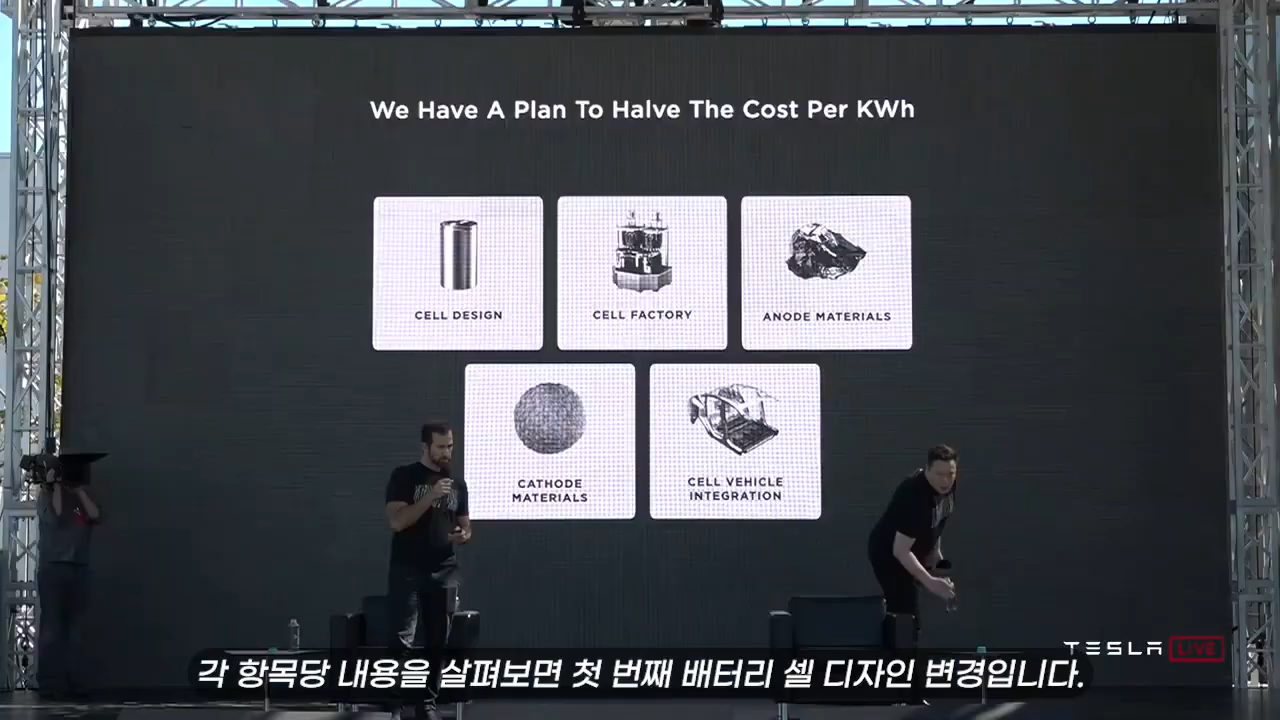 We Have A Plan To Halve The Cost Per KWh
CELL DESIGN
CELL FACTORY
ANODE MATERIALS
CATHODE
MATERIALS
CELL VEHICLE
INTEGRATION
TESLA LIVE
각 항목당 내용을 살펴보면 첫 번째 배터리 셀 디자인 변경입니다.